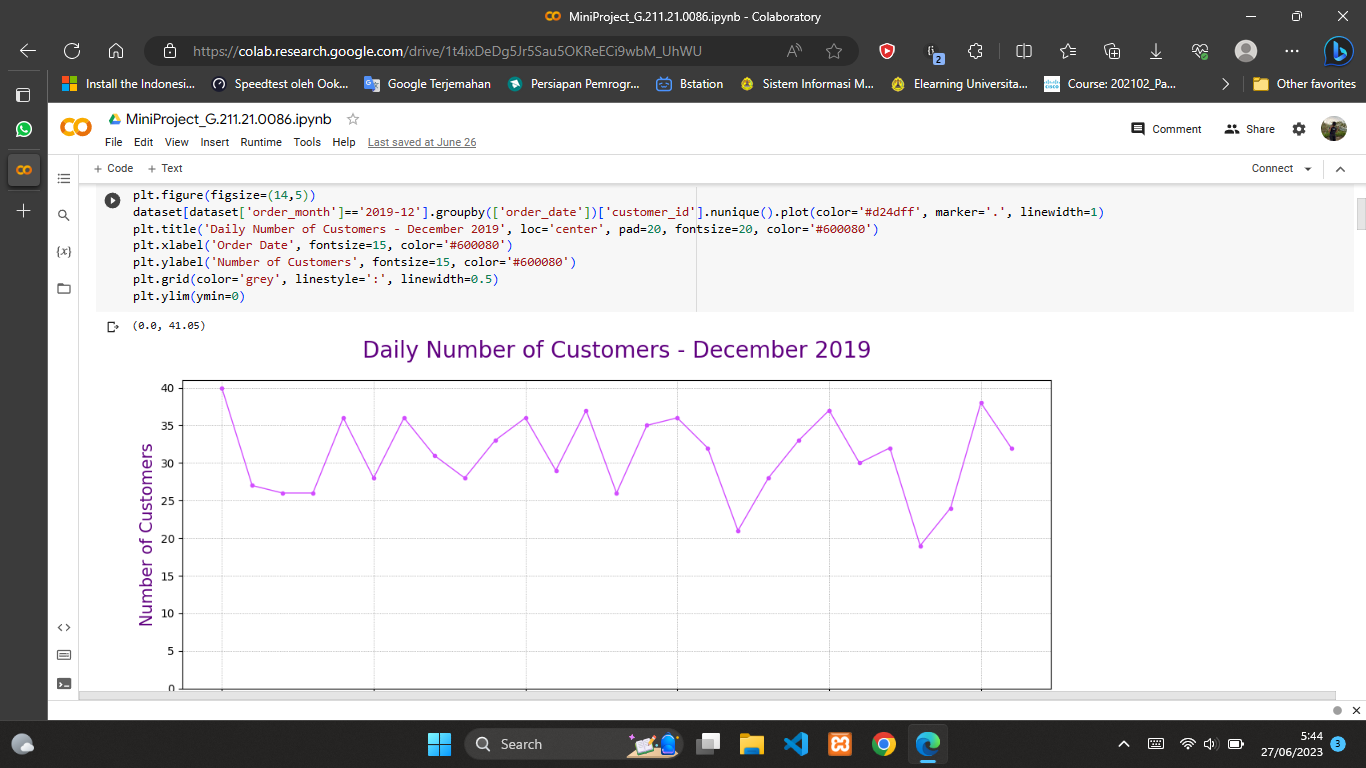 MiniProject_G.211.21.0086.ipynb - Colaboratory
https://colab.research.google.com/drive/1t4ixDeDg5Jr5Sau5OKReECi9wbM_UhWU
2
Install the Indonesi...
Speedtest oleh Ook...
Google Terjemahan
Persiapan Pemrogr...
Bstation
Sistem Informasi M...
Elearning Universita...
Course: 202102_Pa...
Other favorites
MiniProject_G.211.21.0086.ipynb
Comment
Share
File Edit View Insert Runtime Tools Help Last saved at June 26
+ Code + Text
Connect
plt.figure(figsize=(14,5))
dataset[dataset['order_month']=='2019-12'].groupby(['order_date'])['customer_id'].nunique().plot(color='#d24dff', marker='.', linewidth=1)
plt.title('Daily Number of Customers - December 2019', loc='center', pad=20, fontsize=20, color='#600080')
plt.xlabel('Order Date', fontsize=15, color='#600080')
plt.ylabel('Number of Customers', fontsize=15, color='#600080')
plt.grid(color='grey', linestyle=':', linewidth=0.5)
plt.ylim(ymin=0)
(0.0, 41.05)
Daily Number of Customers - December 2019
Number of Customers
40
35
30
25
20
15
10
5
0
Search
5:44
27/06/2023
3